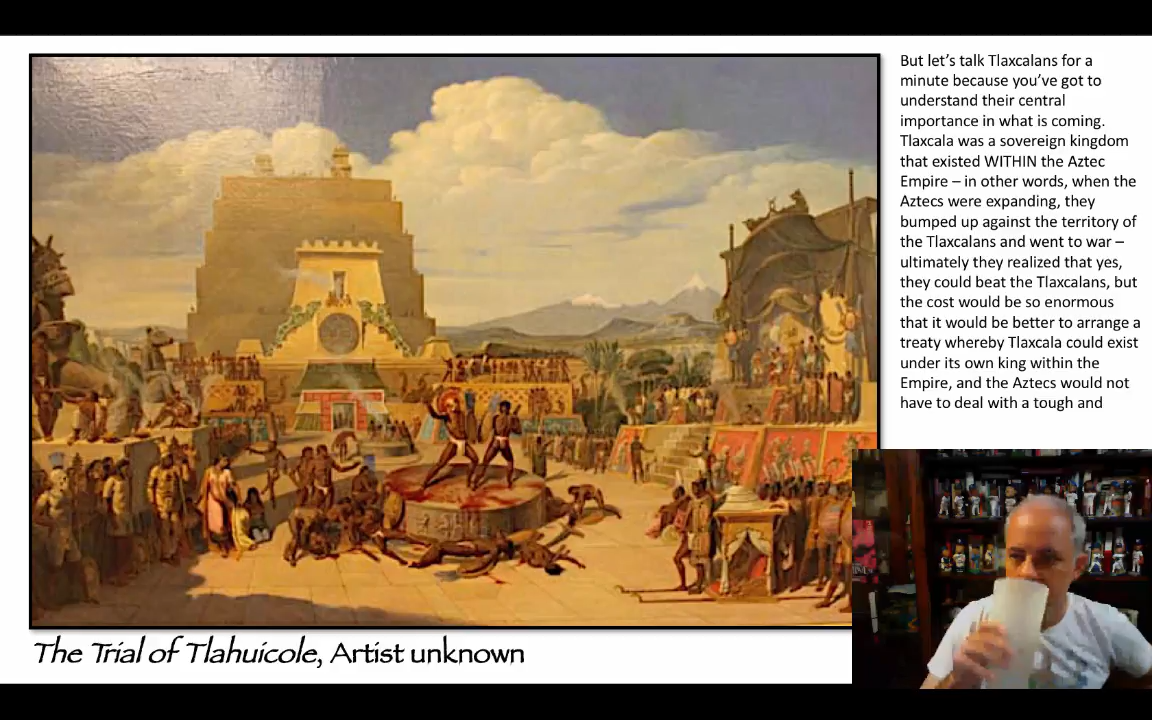 But let’s talk Tlaxcalans for a
minute because you’ve got to
understand their central
importance in what is coming.
Tlaxcala was a sovereign kingdom
that existed WITHIN the Aztec
Empire – in other words, when the
Aztecs were expanding, they
bumped up against the territory of
the Tlaxcalans and went to war –
ultimately they realized that yes,
they could beat the Tlaxcalans, but
the cost would be so enormous
that it would be better to arrange a
treaty whereby Tlaxcala could exist
under its own king within the
Empire, and the Aztecs would not
have to deal with a tough and
The Trial of Tlahuicole, Artist unknown